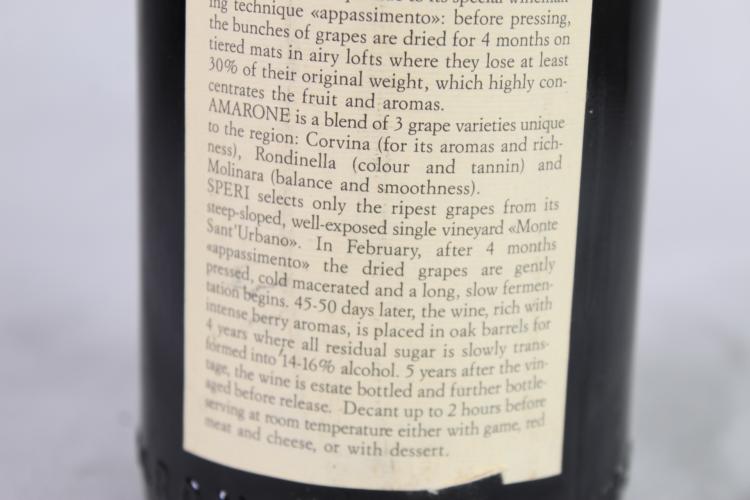 ing technique «appassimento»: before pressing,
the bunches of grapes are dried for 4 months on
tiered mats in airy lofts where they lose at least
30% of their original weight, which highly con-
centrates the fruit and aromas.
AMARONE is a blend of 3 grape varieties unique
to the region: Corvina (for its aromas and rich-
ness), Rondinella (colour and tannin) and
Molinara (balance and smoothness).
SPERI selects only the ripest grapes from its
steep-sloped, well-exposed single vineyard «Monte
Sant'Urbano». In February, after 4 months
«appassimento» the dried grapes are gently
pressed, cold macerated and a long, slow fermen-
tation begins. 45-50 days later, the wine, rich with
intense berry aromas, is placed in oak barrels for
4 years where all residual sugar is slowly trans-
formed into 14-16% alcohol. 5 years after the vin-
tage, the wine is estate bottled and further bottle-
aged before release. Decant up to 2 hours before
serving at room temperature either with game, red
meat and cheese, or with dessert.